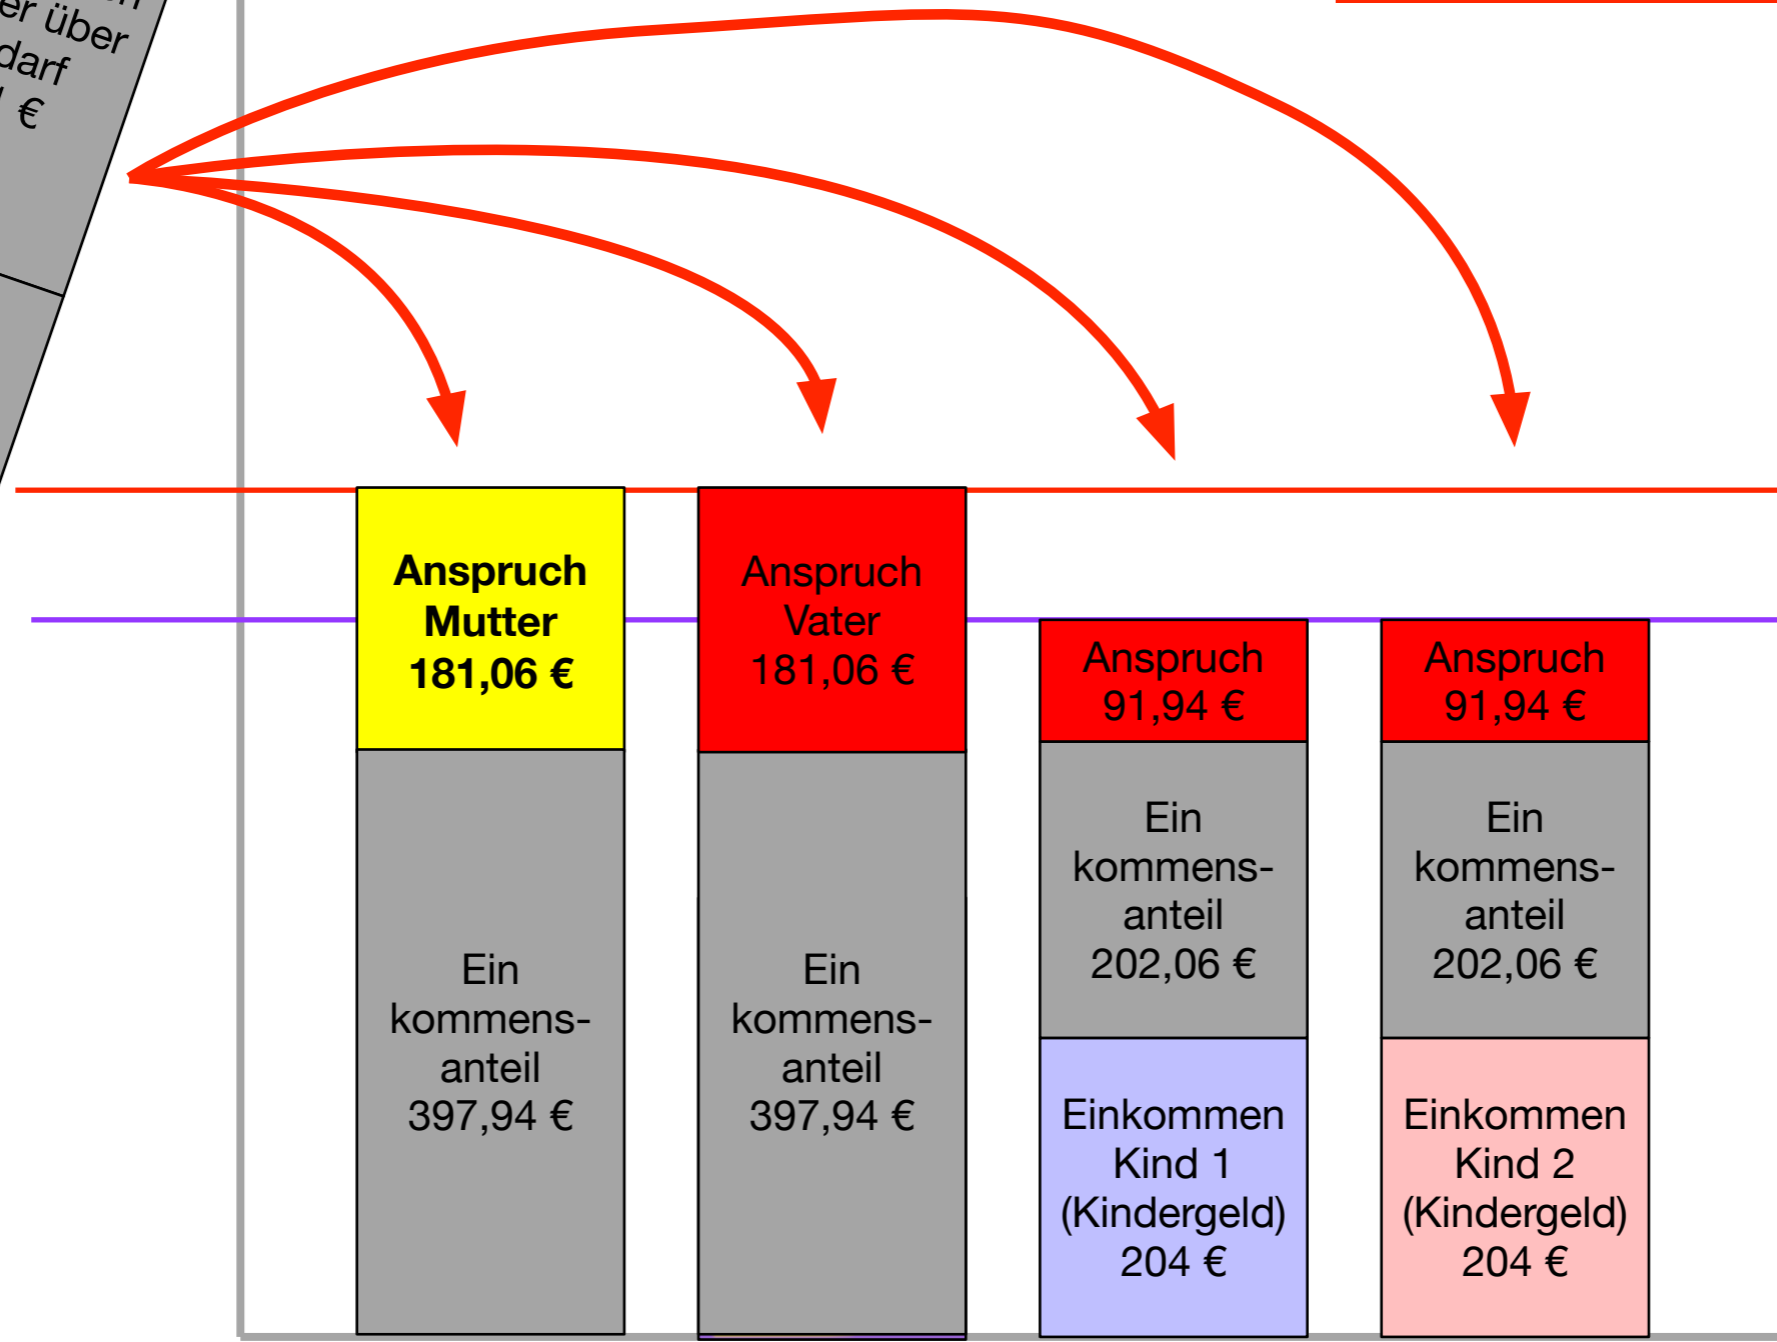 er über
darf
€
Anspruch
Mutter
181,06 €
Anspruch
Vater
181,06 €
Anspruch
91,94 €
Anspruch
91,94 €
Ein
kommens-
anteil
397,94 €
Ein
kommens-
anteil
397,94 €
Ein
kommens-
anteil
202,06 €
Ein
kommens-
anteil
202,06 €
Einkommen
Kind 1
(Kindergeld)
204 €
Einkommen
Kind 2
(Kindergeld)
204 €